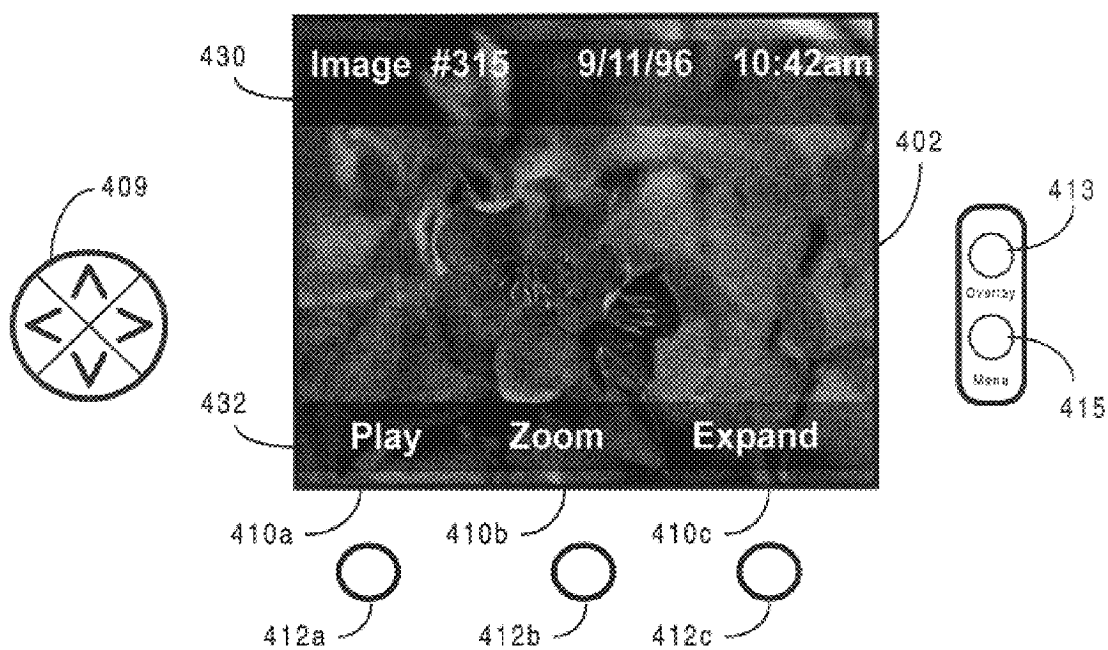 430
Image #315 9/11/96 10:42am
402
409
413
Overlay
Menu
415
432
Play Zoom Expand
410a 410b 410c
412a 412b 412c